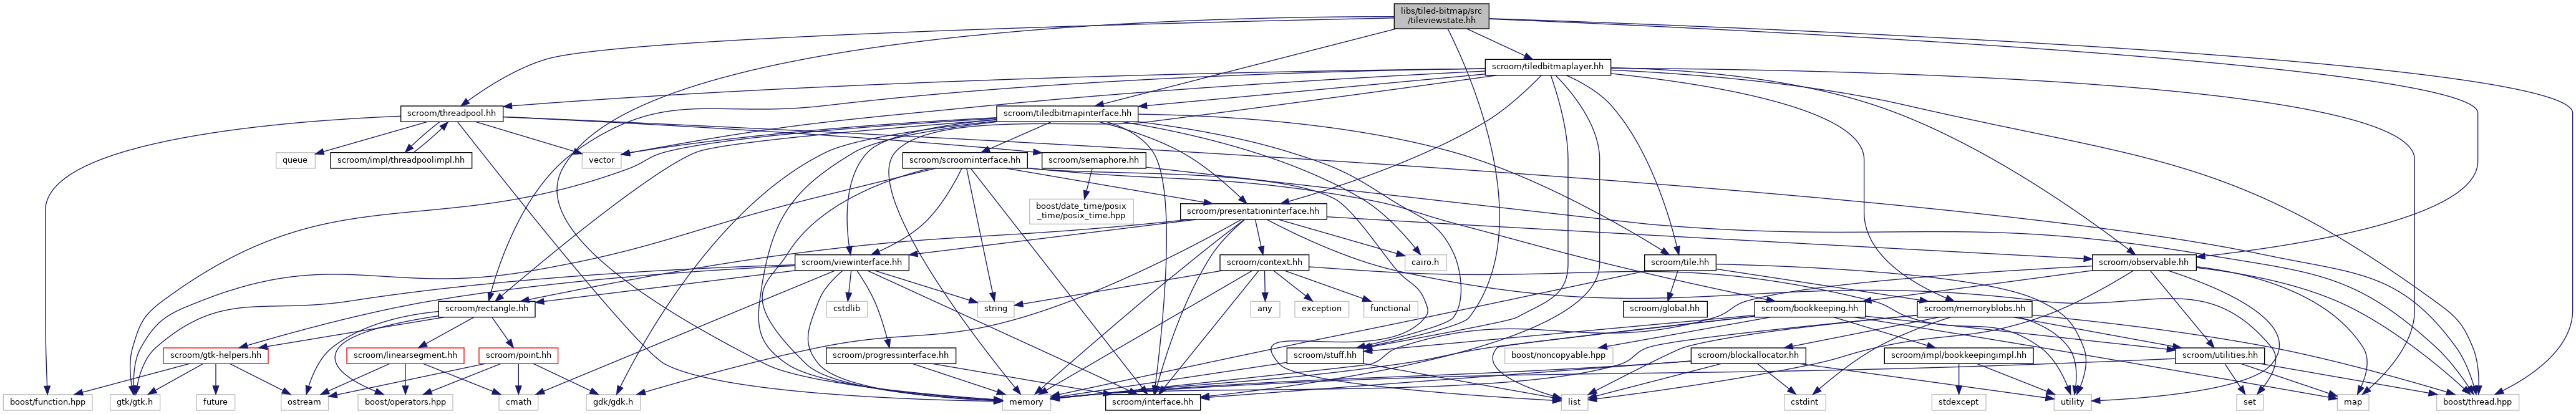 libs/tiled-bitmap/src
/tileviewstate.hh
scroom/tiledbitmaplayer.hh
scroom/threadpool.hh
scroom/tiledbitmapinterface.hh
queue
scroom/impl/threadpoolimpl.hh
vector
scroom/scroominterface.hh
scroom/semaphore.hh
boost/date_time/posix
_time/posix_time.hpp
scroom/presentationinterface.hh
scroom/viewinterface.hh
scroom/context.hh
cairo.h
scroom/tile.hh
scroom/observable.hh
scroom/rectangle.hh
cstdlib
string
any
exception
functional
scroom/global.hh
scroom/bookkeeping.hh
scroom/memoryblobs.hh
scroom/gtk-helpers.hh
scroom/linearsegment.hh
scroom/point.hh
scroom/progressinterface.hh
scroom/stuff.hh
boost/noncopyable.hpp
scroom/blockallocator.hh
scroom/impl/bookkeepingimpl.hh
scroom/utilities.hh
boost/function.hpp
gtk/gtk.h
future
ostream
boost/operators.hpp
cmath
gdk/gdk.h
memory
scroom/interface.hh
list
cstdint
stdexcept
utility
set
map
boost/thread.hpp